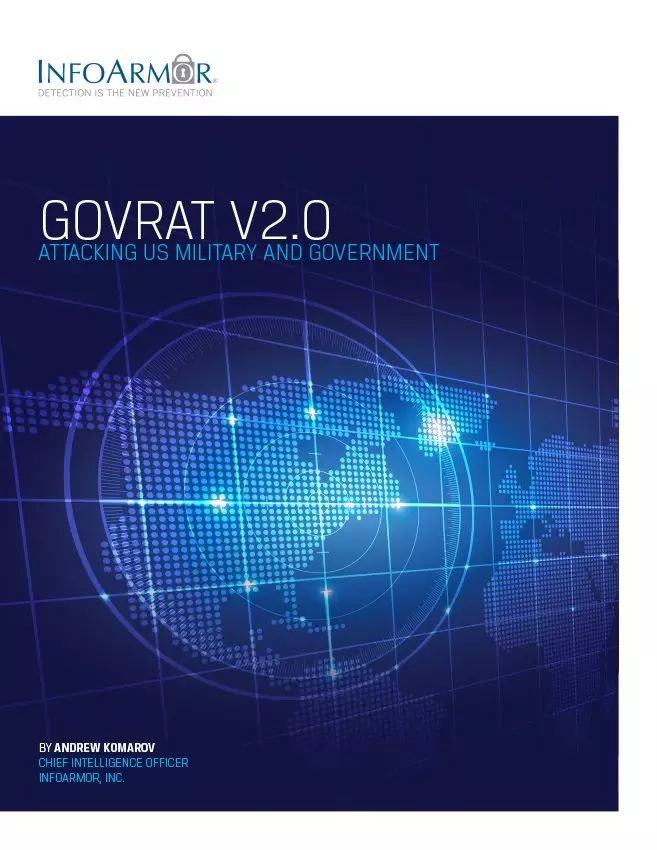 INFOARMOR®
DETECTION IS THE NEW PREVENTION
GOVRAT V2.0
ATTACKING US MILITARY AND GOVERNMENT
BY ANDREW KOMAROV
CHIEF INTELLIGENCE OFFICER
INFOARMOR, INC.